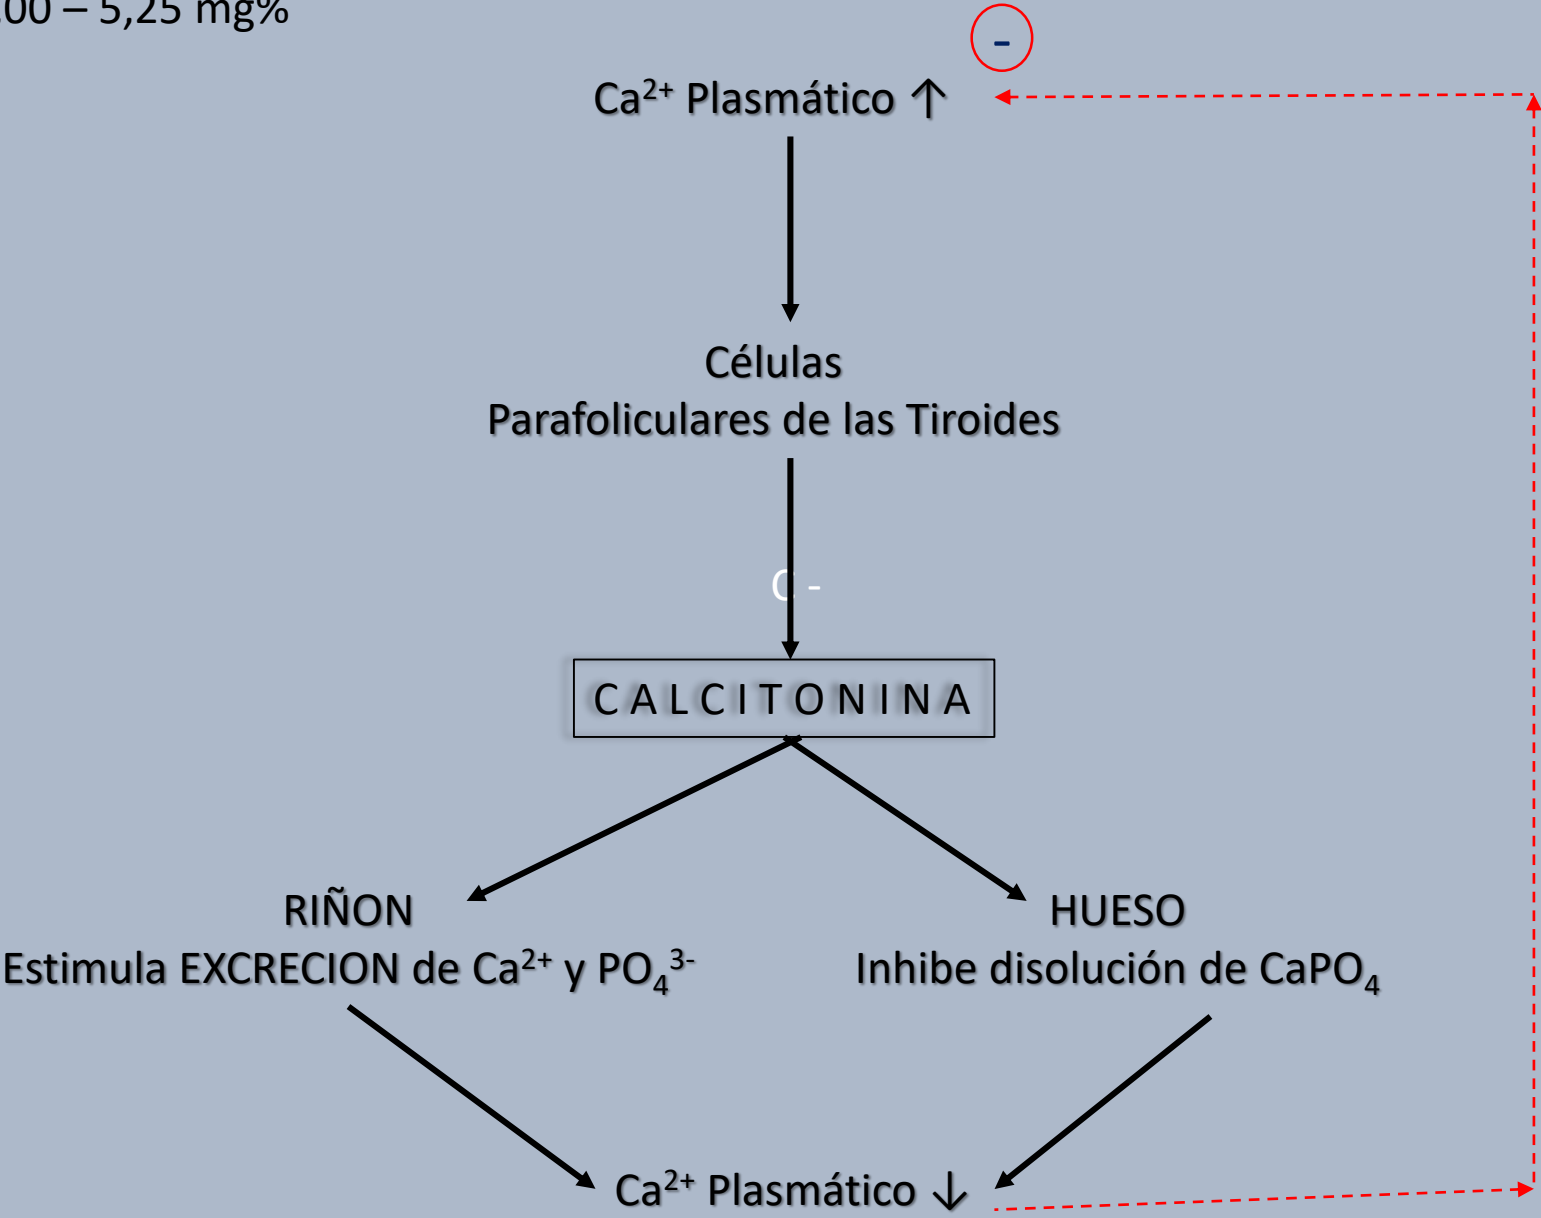 ,00 – 5,25 mg%
-
Ca²⁺ Plasmático ↑
Células
Parafoliculares de las Tiroides
C -
CALCITONINA
RIÑON
Estimula EXCRECION de Ca²⁺ y PO₄³⁻
HUESO
Inhibe disolución de CaPO₄
Ca²⁺ Plasmático ↓